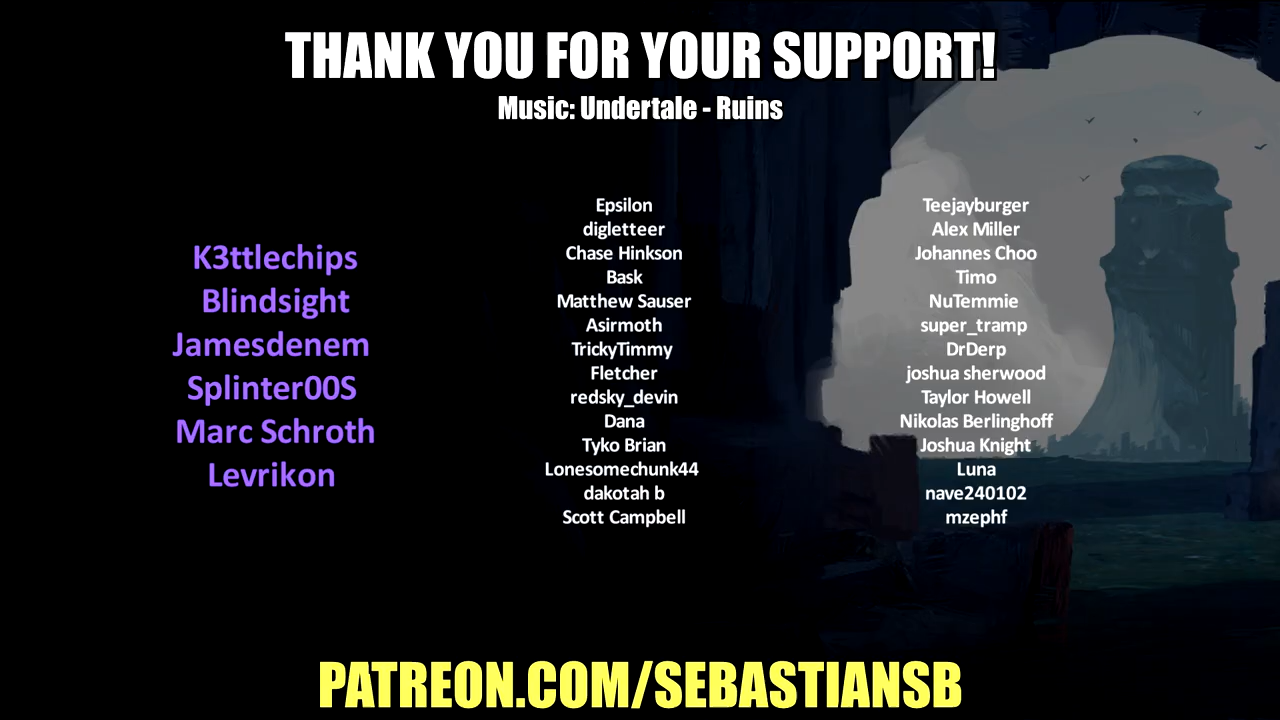 THANK YOU FOR YOUR SUPPORT!
Music: Undertale - Ruins
K3ttlechips
Blindsight
Jamesdenem
Splinter00S
Marc Schroth
Levrikon
Epsilon
digletteer
Chase Hinkson
Bask
Matthew Sauser
Asirmoth
TrickyTimmy
Fletcher
redsky_devin
Dana
Tyko Brian
Lonesomechunk44
dakotah b
Scott Campbell
Teejayburger
Alex Miller
Johannes Choo
Timo
NuTemmie
super_tramp
DrDerp
joshua sherwood
Taylor Howell
Nikolas Berlinghoff
Joshua Knight
Luna
nave240102
mzephf
PATREON.COM/SEBASTIANSB